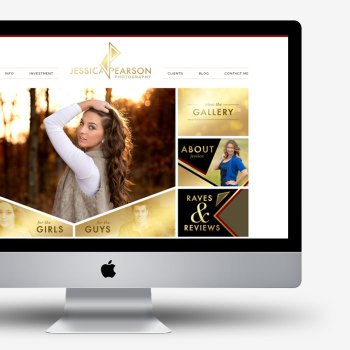 JESSICA PEARSON
PHOTOGRAPHY
INFO INVESTMENT CLIENTS BLOG CONTACT ME
view the
GALLERY
ABOUT
jessica
for the
GIRLS
for the
GUYS
RAVES
&
REVIEWS